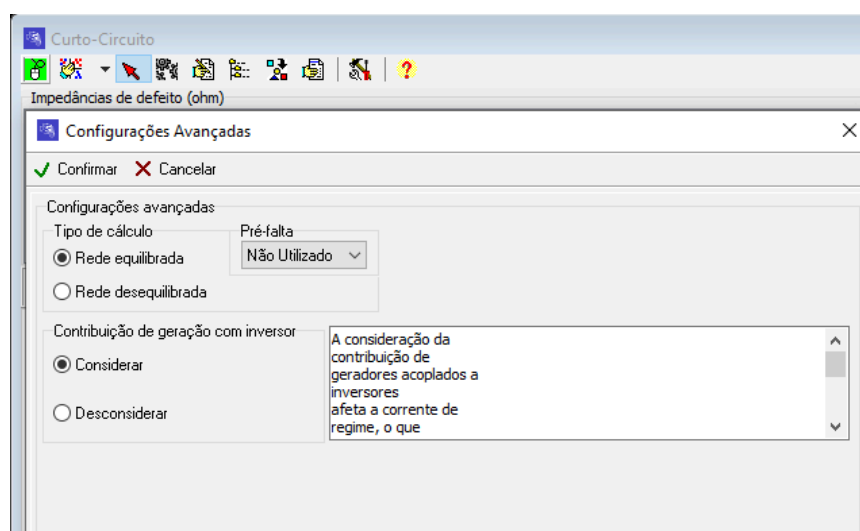 Curto-Circuito
?
Impedâncias de defeito (ohm)
Configurações Avançadas
Confirmar Cancelar
Configurações avançadas
Tipo de cálculo Pré-falta
Rede equilibrada Não Utilizado
Rede desequilibrada
Contribuição de geração com inversor
Considerar
Desconsiderar
A consideração da
contribuição de
geradores acoplados a
inversores
afeta a corrente de
regime, o que